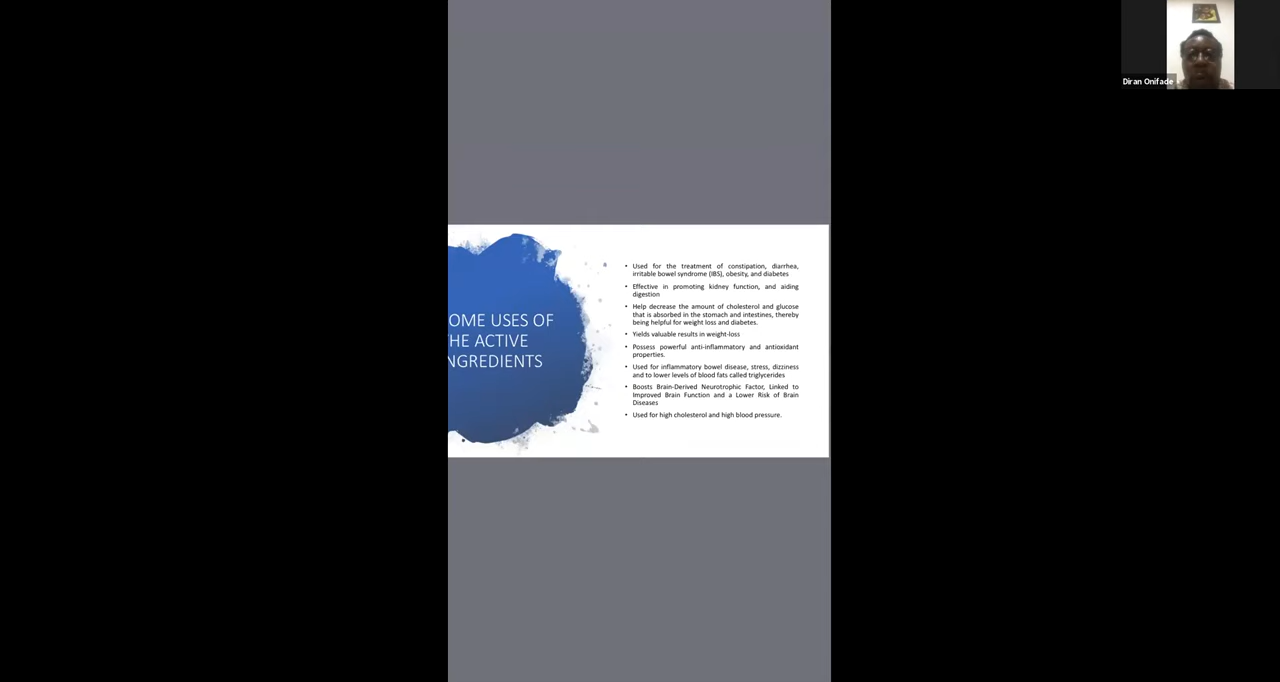 OME USES OF
HE ACTIVE
NGREDIENTS
• Used for the treatment of constipation, diarrhea,
irritable bowel syndrome (IBS), obesity, and diabetes
• Effective in promoting kidney function, and aiding
digestion
• Help decrease the amount of cholesterol and glucose
that is absorbed in the stomach and intestines, thereby
being helpful for weight loss and diabetes.
• Yields valuable results in weight-loss
• Possess powerful anti-inflammatory and antioxidant
properties.
• Used for inflammatory bowel disease, stress, dizziness
and to lower levels of blood fats called triglycerides
• Boosts Brain-Derived Neurotrophic Factor, Linked to
Improved Brain Function and a Lower Risk of Brain
Diseases
• Used for high cholesterol and high blood pressure.
Diran Onifade